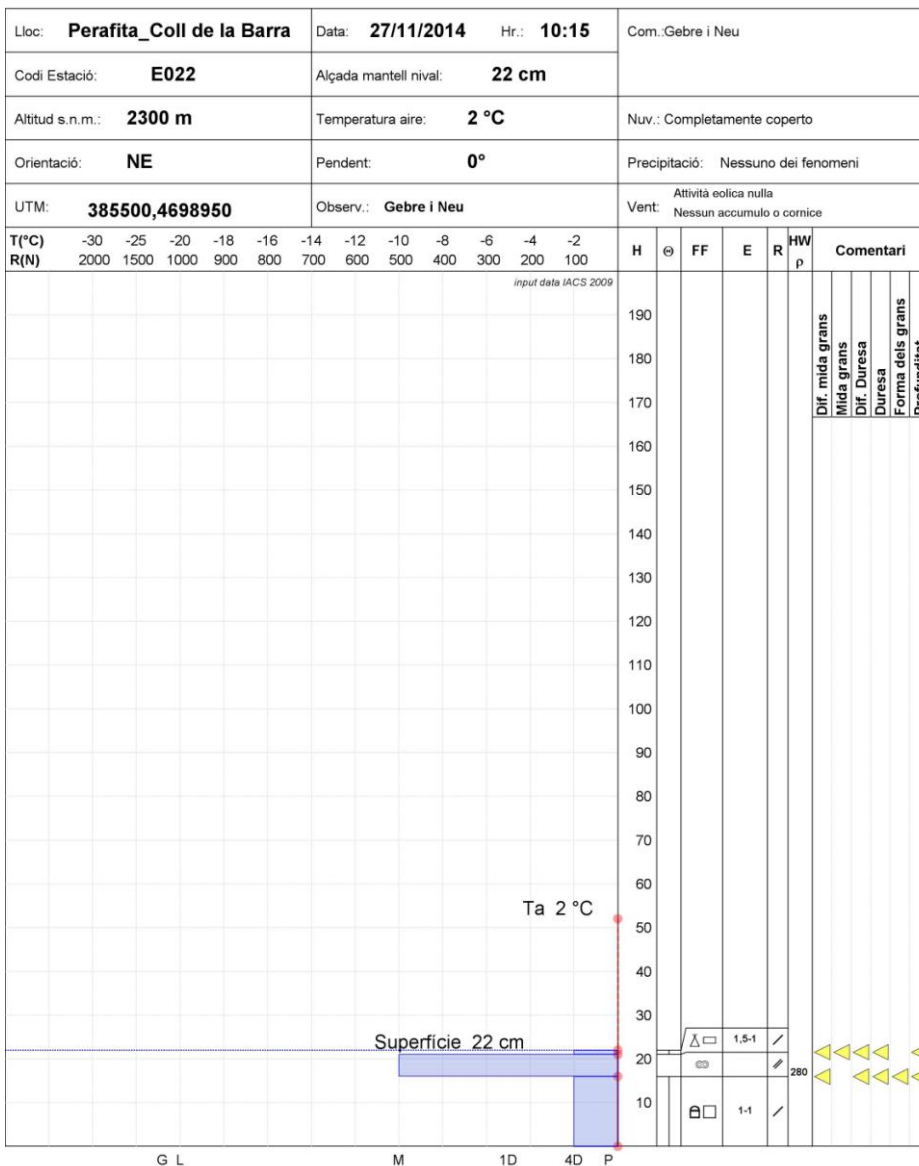 Lloc: Perafita_Coll de la Barra Data: 27/11/2014 Hr.: 10:15 Com.:Gebre i Neu
Codi Estació: E022 Alçada mantell nival: 22 cm
Altitud s.n.m.: 2300 m Temperatura aire: 2 °C Nuv.: Completamente coperto
Orientació: NE Pendent: 0° Precipitació: Nessuno dei fenomeni
UTM: 385500,4698950 Observ.: Gebre i Neu Vent: Attività eolica nulla
Nessun accumulo o cornice
T(°C) -30 -25 -20 -18 -16 -14 -12 -10 -8 -6 -4 -2 H Θ FF E R HW Comentari
R(N) 2000 1500 1000 900 800 700 600 500 400 300 200 100 ρ
input data IACS 2009
Dif. mida grans
Mida grans
Dif. Duresa
Duresa
Forma dels grans
190
180
170
160
150
140
130
120
110
100
90
80
70
60
Ta 2 °C
50
40
30
Superfície 22 cm 1,5-1
20
280
10 1-1
G L M 1D 4D P